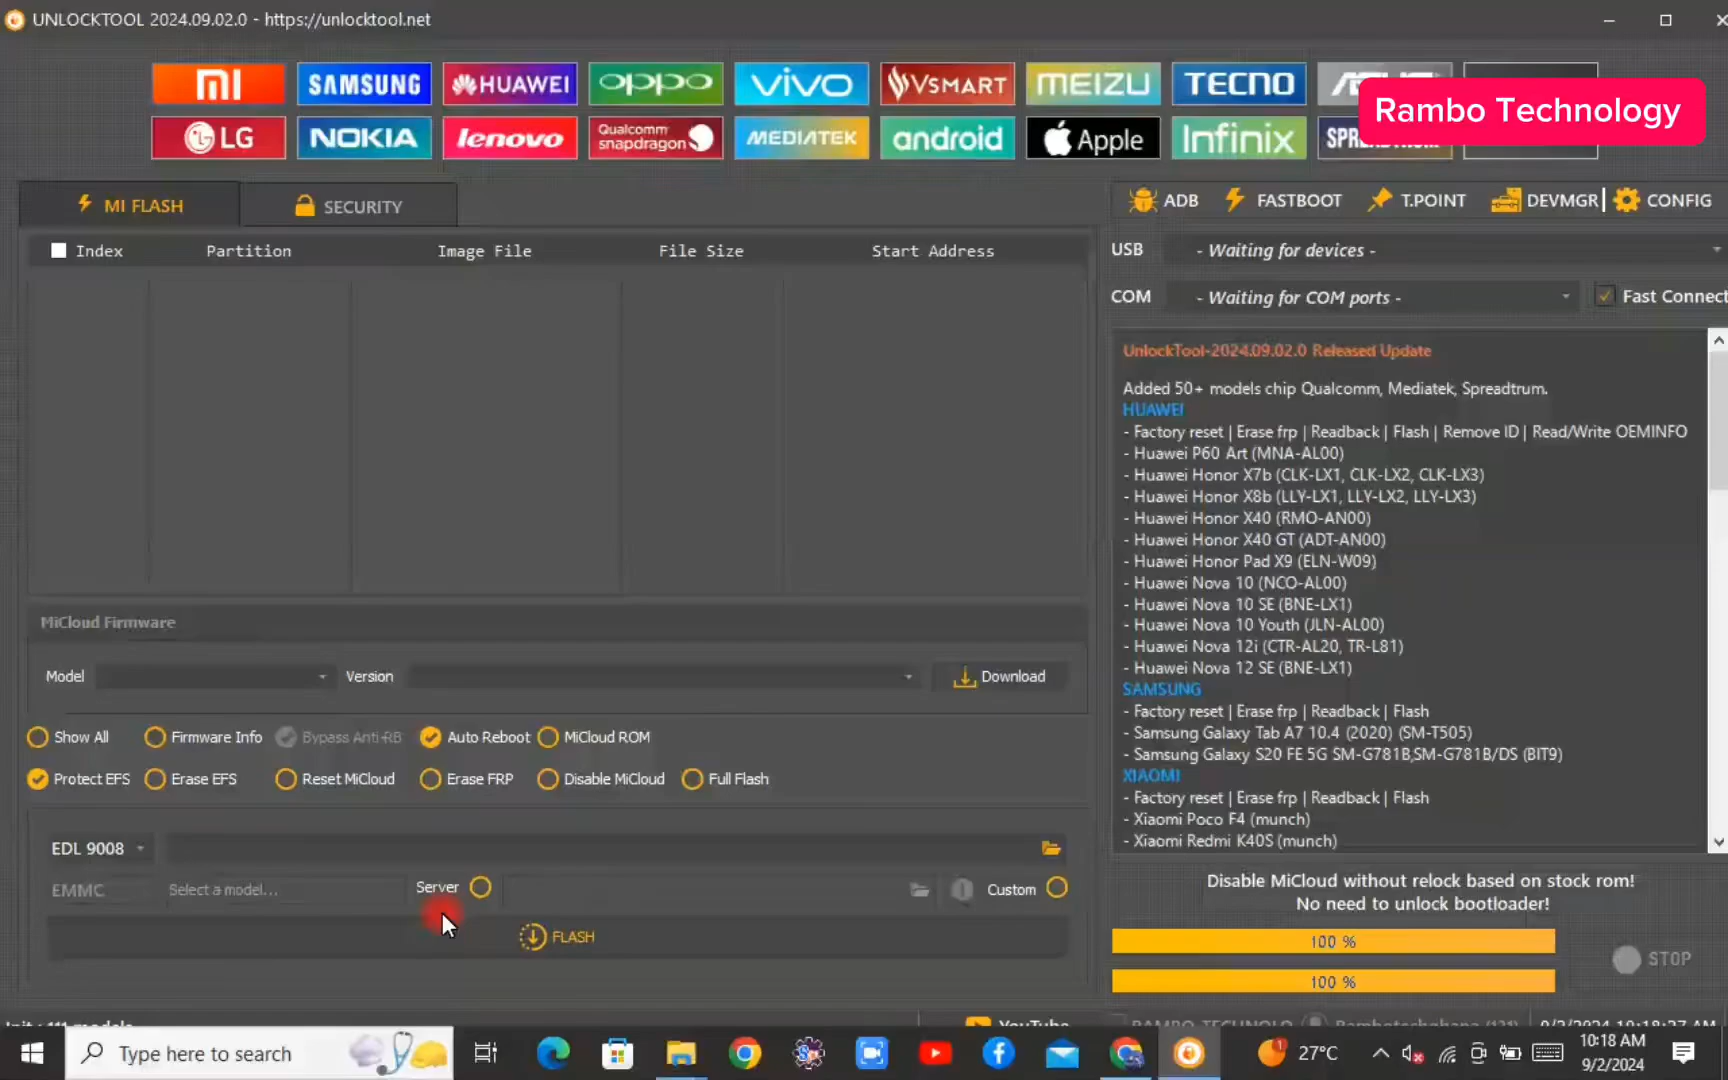 UNLOCKTOOL 2024.09.02.0 - https://unlocktool.net
mi SAMSUNG HUAWEI oppo vivo VSMART MEIZU TECNO
Rambo Technology
LG NOKIA lenovo Qualcomm snapdragon MEDIATEK android Apple Infinix
MI FLASH
SECURITY
ADB FASTBOOT T.POINT DEVMGR CONFIG
Index Partition Image File File Size Start Address
USB - Waiting for devices -
COM - Waiting for COM ports - Fast Connect
UnlockTool-2024.09.02.0 Released Update
Added 50+ models chip Qualcomm, Mediatek, Spreadtrum.
HUAWEI
- Factory reset | Erase frp | Readback | Flash | Remove ID | Read/Write OEMINFO
- Huawei P60 Art (MNA-AL00)
- Huawei Honor X7b (CLK-LX1, CLK-LX2, CLK-LX3)
- Huawei Honor X8b (LLY-LX1, LLY-LX2, LLY-LX3)
- Huawei Honor X40 (RMO-AN00)
- Huawei Honor X40 GT (ADT-AN00)
- Huawei Honor Pad X9 (ELN-W09)
- Huawei Nova 10 (NCO-AL00)
- Huawei Nova 10 SE (BNE-LX1)
- Huawei Nova 10 Youth (JLN-AL00)
- Huawei Nova 12i (CTR-AL20, TR-L81)
- Huawei Nova 12 SE (BNE-LX1)
SAMSUNG
- Factory reset | Erase frp | Readback | Flash
- Samsung Galaxy Tab A7 10.4 (2020) (SM-T505)
- Samsung Galaxy S20 FE 5G SM-G781B,SM-G781B/DS (BIT9)
XIAOMI
- Factory reset | Erase frp | Readback | Flash
- Xiaomi Poco F4 (munch)
- Xiaomi Redmi K40S (munch)
MiCloud Firmware
Model Version Download
Show All Firmware Info Bypass Anti-RB Auto Reboot MiCloud ROM
Protect EFS Erase EFS Reset MiCloud Erase FRP Disable MiCloud Full Flash
EDL 9008
EMMC Select a model... Server Custom
FLASH
Disable MiCloud without relock based on stock rom!
No need to unlock bootloader!
100 %
100 %
STOP
YouTube
Type here to search
27°C
10:18 AM
9/2/2024